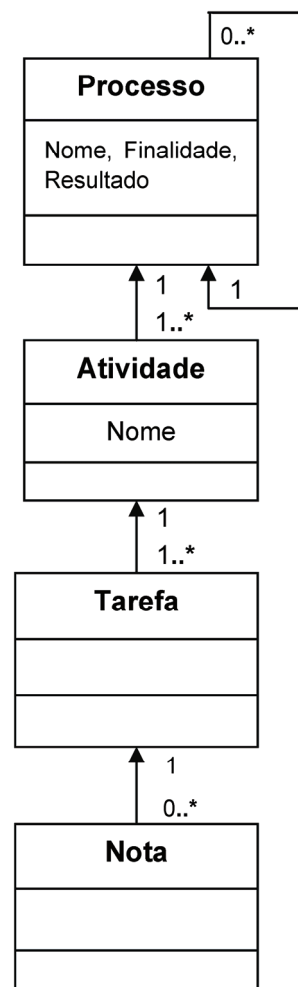 0..*
Processo
Nome, Finalidade,
Resultado
1
1
1..*
Atividade
Nome
1
1..*
Tarefa
1
0..*
Nota